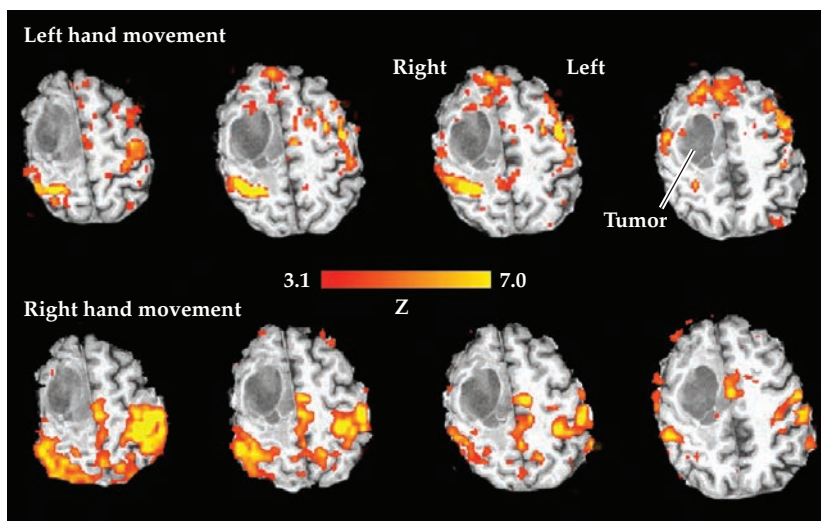 Left hand movement
Right Left
Tumor
3.1 7.0
Z
Right hand movement